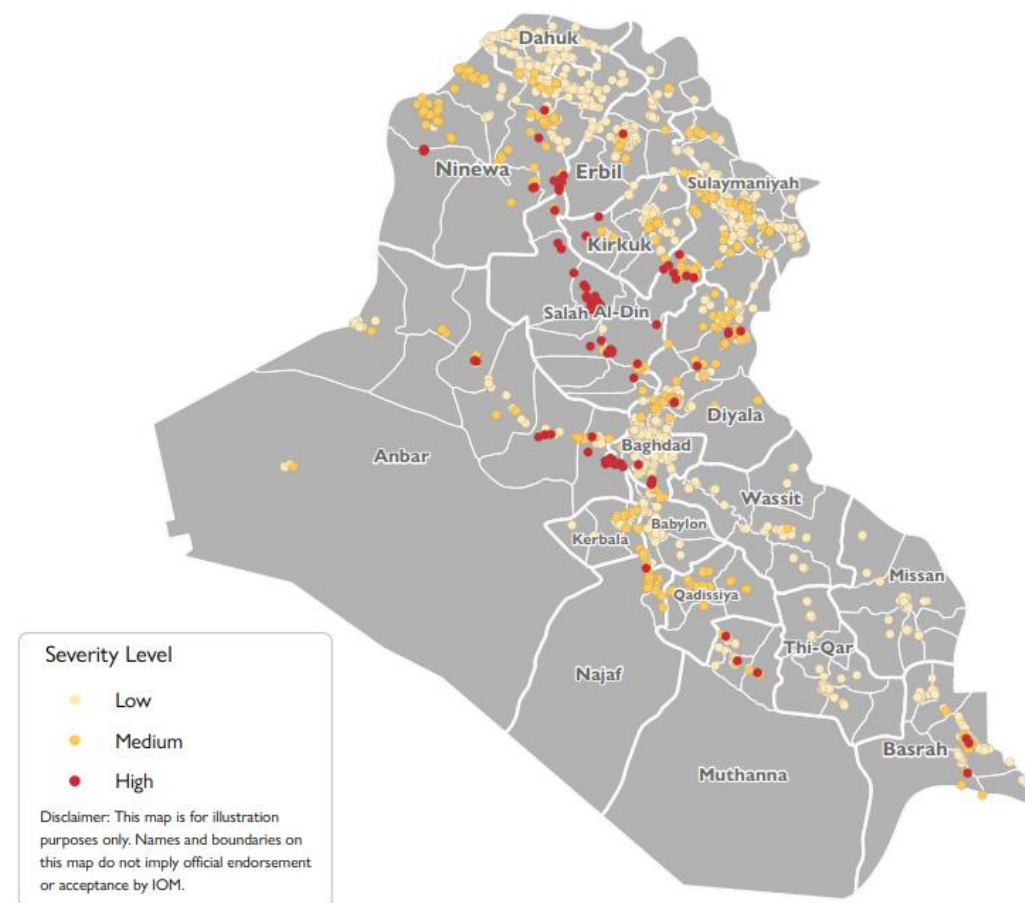 Dahuk
Ninewa
Erbil
Sulaymaniyah
Kirkuk
Salah Al-Din
Diyala
Baghdad
Anbar
Wassit
Babylon
Kerbala
Missan
Qadissiya
Thi-Qar
Najaf
Basrah
Muthanna
Severity Level
Low
Medium
High
Disclaimer: This map is for illustration
purposes only. Names and boundaries on
this map do not imply official endorsement
or acceptance by IOM.